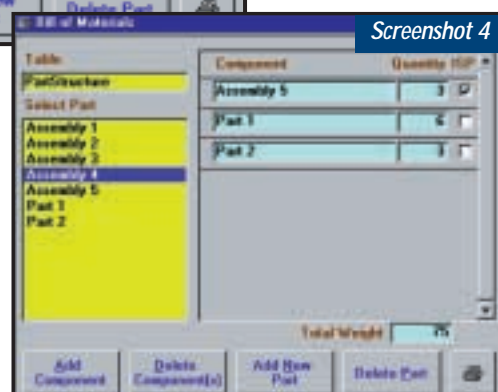 Delete Part
Bill of Materials
Screenshot 4
Table
PartStructure
Select Part
Assembly 1
Assembly 2
Assembly 3
Assembly 4
Assembly 5
Part 1
Part 2
Component Quantity
Assembly 5 3
Part 1 6
Part 2
Total Weight 75
Add Component
Delete Component(s)
Add New Part
Delete Part